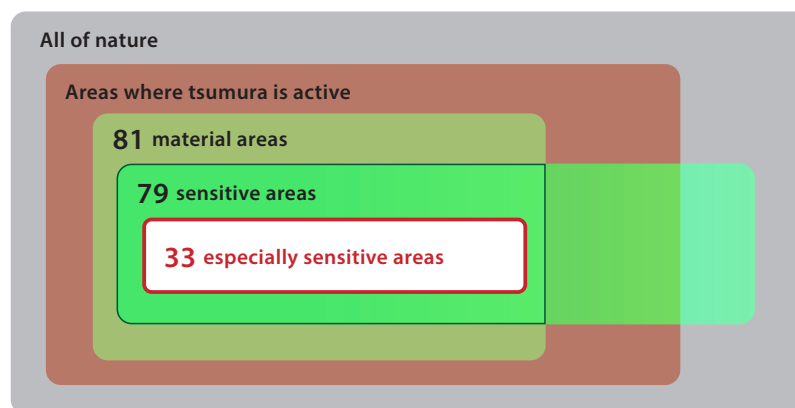 All of nature
Areas where tsumura is active
81 material areas
79 sensitive areas
33 especially sensitive areas